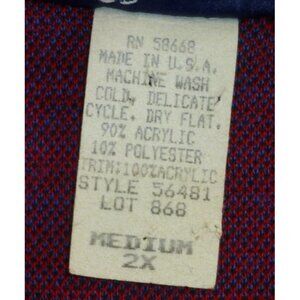 RN 58668
MADE IN U.S.A.
MACHINE WASH
COLD, DELICATE
CYCLE. DRY FLAT.
90% ACRYLIC
10% POLYESTER
TRIM:100%ACRYLIC
STYLE 56481
LOT 868
MEDIUM
2X